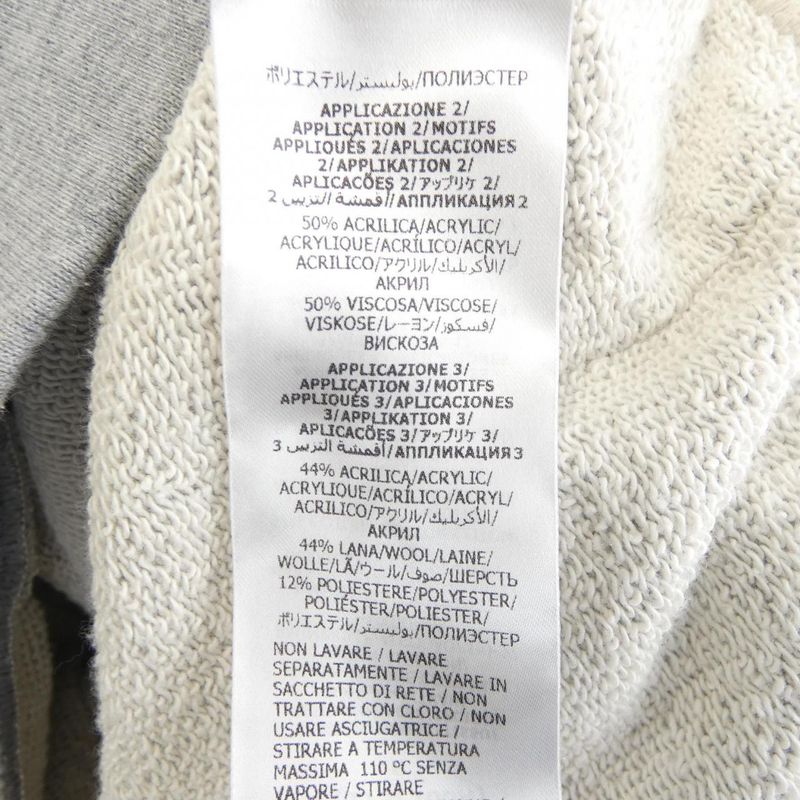 ポリエステル/بوليستر/ПОЛИЭСТЕР
APPLICAZIONE 2/
APPLICATION 2/MOTIFS
APPLIQUÉS 2/APLICACIONES
2/APPLIKATION 2/
APLICACÕES 2/アップリケ 2/
أقمشة الترس 2/АППЛИКАЦИЯ 2
50% ACRILICA/ACRYLIC/
ACRYLIQUE/ACRÍLICO/ACRYL/
ACRILICO/アクリル/الأكريليك/
АКРИЛ
50% VISCOSA/VISCOSE/
VISKOSE/レーヨン/فسكوز/
ВИСКОЗА
APPLICAZIONE 3/
APPLICATION 3/MOTIFS
APPLIQUÉS 3/APLICACIONES
3/APPLIKATION 3/
APLICACÕES 3/アップリケ 3/
أقمشة الترس 3/АППЛИКАЦИЯ 3
44% ACRILICA/ACRYLIC/
ACRYLIQUE/ACRÍLICO/ACRYL/
ACRILICO/アクリル/الأكريليك/
АКРИЛ
44% LANA/WOOL/LAINE/
WOLLE/LÃ/ウール/صوف/ШЕРСТЬ
12% POLIESTERE/POLYESTER/
POLIÉSTER/POLIESTER/
ポリエステル/بوليستر/ПОЛИЭСТЕР
NON LAVARE / LAVARE
SEPARATAMENTE / LAVARE IN
SACCHETTO DI RETE / NON
TRATTARE CON CLORO / NON
USARE ASCIUGATRICE /
STIRARE A TEMPERATURA
MASSIMA 110 °C SENZA
VAPORE / STIRARE